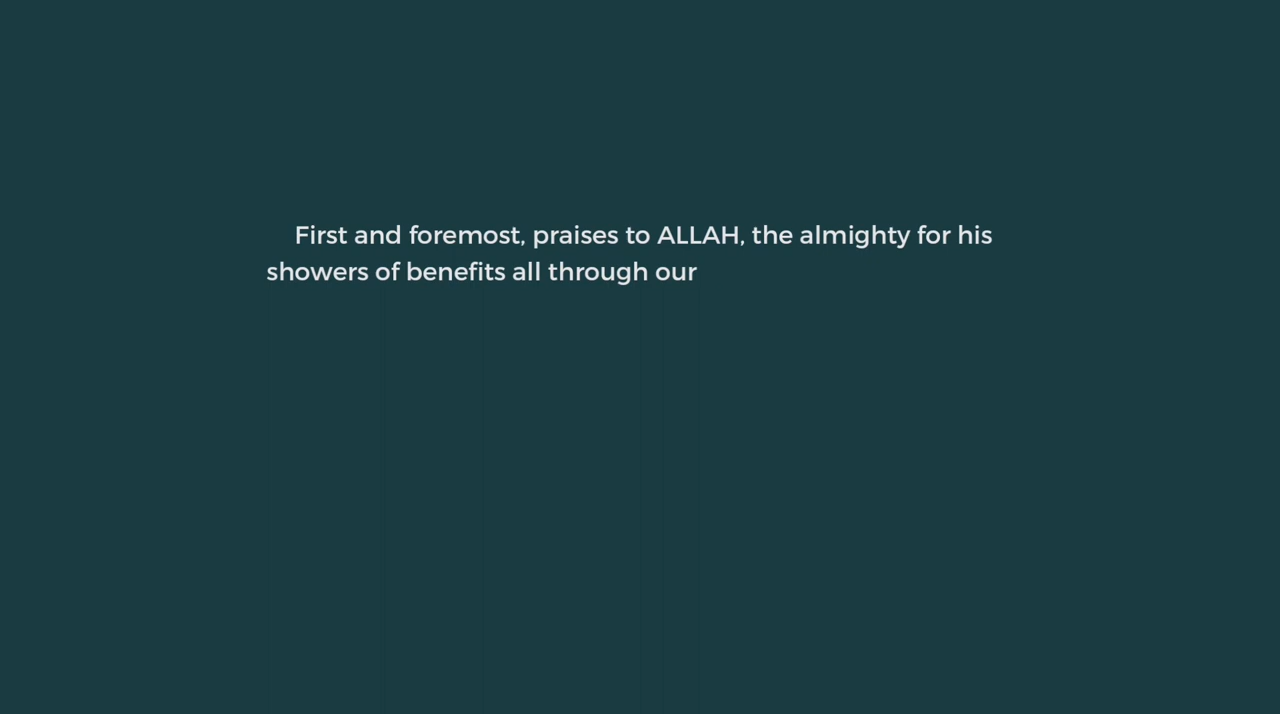 First and foremost, praises to ALLAH, the almighty for his
showers of benefits all through our